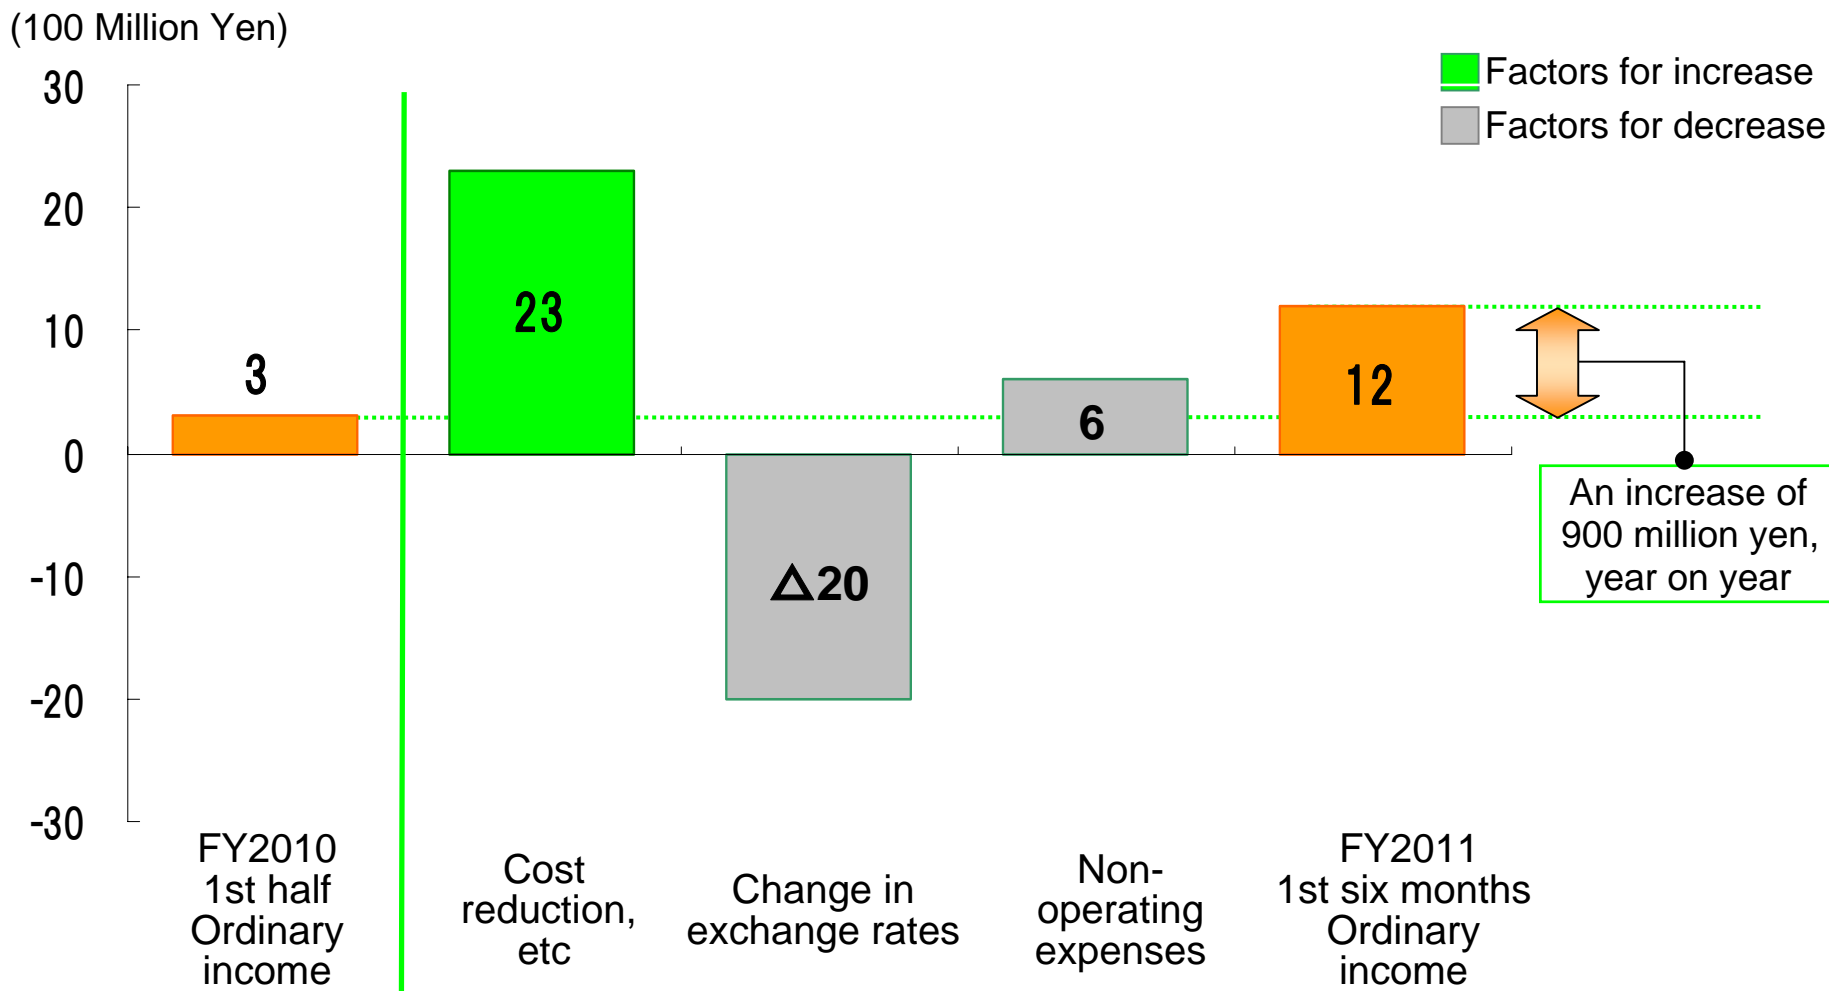 (100 Million Yen)
Factors for increase
Factors for decrease
30
20
10
0
-10
-20
-30
3
23
△20
6
12
An increase of
900 million yen,
year on year
FY2010
1st half
Ordinary
income
Cost
reduction,
etc
Change in
exchange rates
Non-
operating
expenses
FY2011
1st six months
Ordinary
income